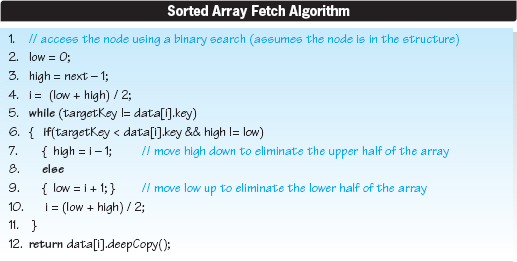 Sorted Array Fetch Algorithm
1. // access the node using a binary search (assumes the node is in the structure)
2. low = 0;
3. high = next – 1;
4. i = (low + high) / 2;
5. while (targetKey != data[i].key)
6. { if(targetKey < data[i].key && high != low)
7. { high = i – 1; // move high down to eliminate the upper half of the array
8. else
9. { low = i + 1; } // move low up to eliminate the lower half of the array
10. i = (low + high) / 2;
11. }
12. return data[i].deepCopy();